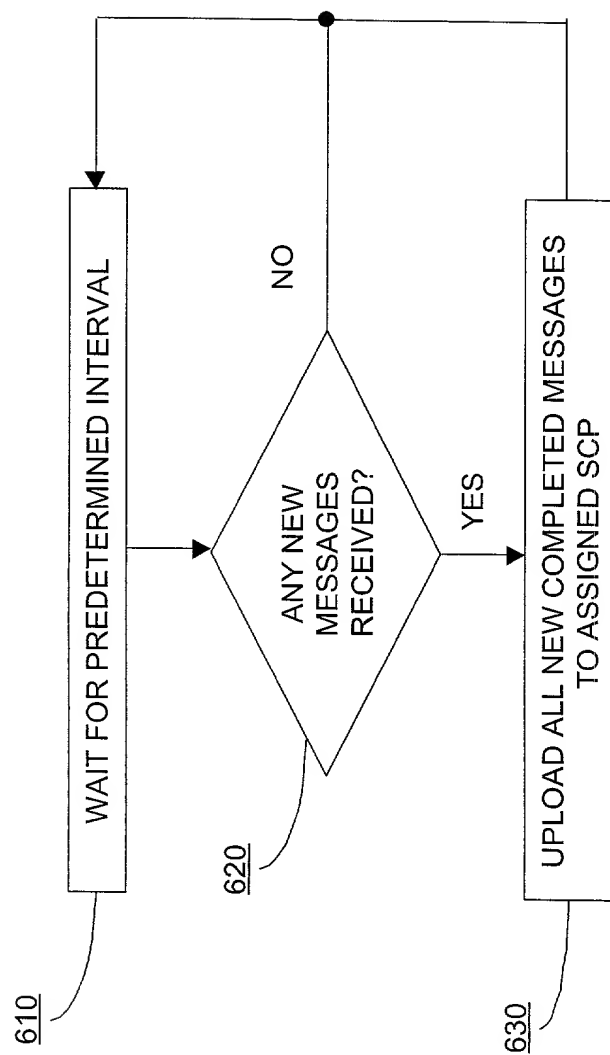 610
WAIT FOR PREDETERMINED INTERVAL
620
ANY NEW
MESSAGES
RECEIVED?
NO
YES
630
UPLOAD ALL NEW COMPLETED MESSAGES
TO ASSIGNED SCP